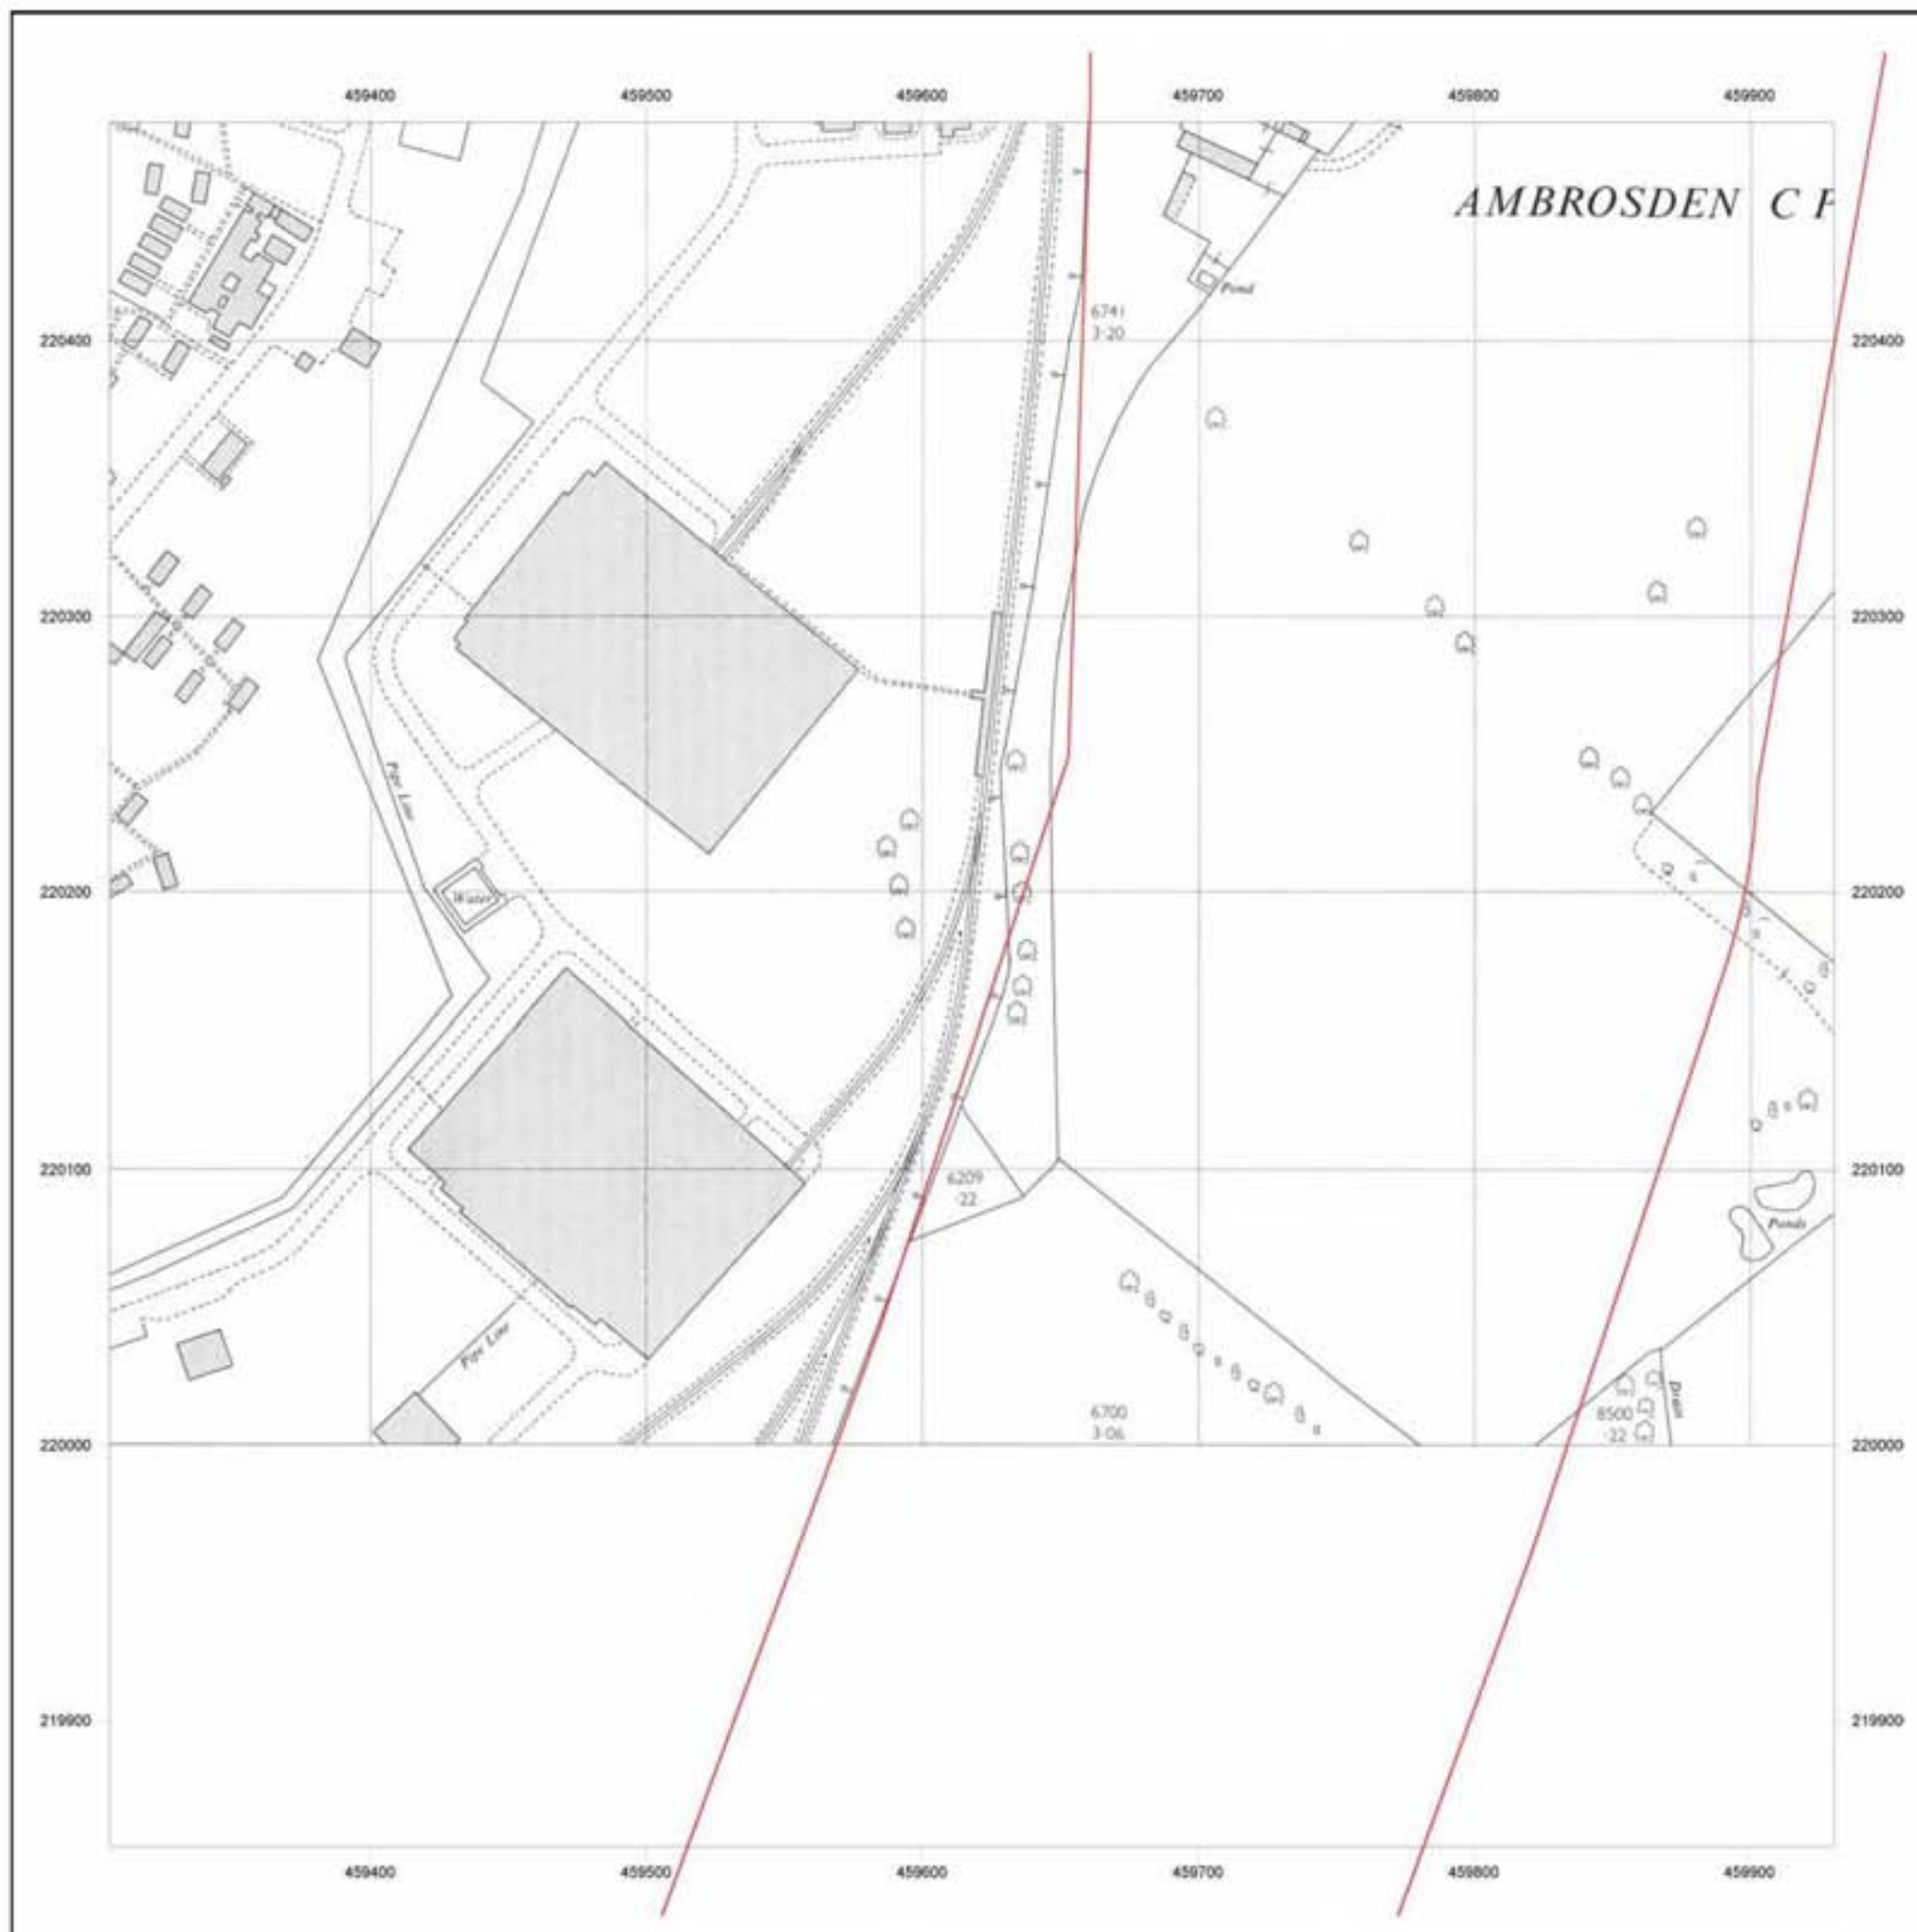 459400 459500 459600 459700 459800 459900
AMBROSDEN C P
Pond
6741
3·20
220400 220400
220300 220300
Pipe Line
220200 220200
Water
220100 220100
6209
·22
Ponds
Pipe Line
Drain
6700
3·06
8500
·22
220000 220000
219900 219900
459400 459500 459600 459700 459800 459900